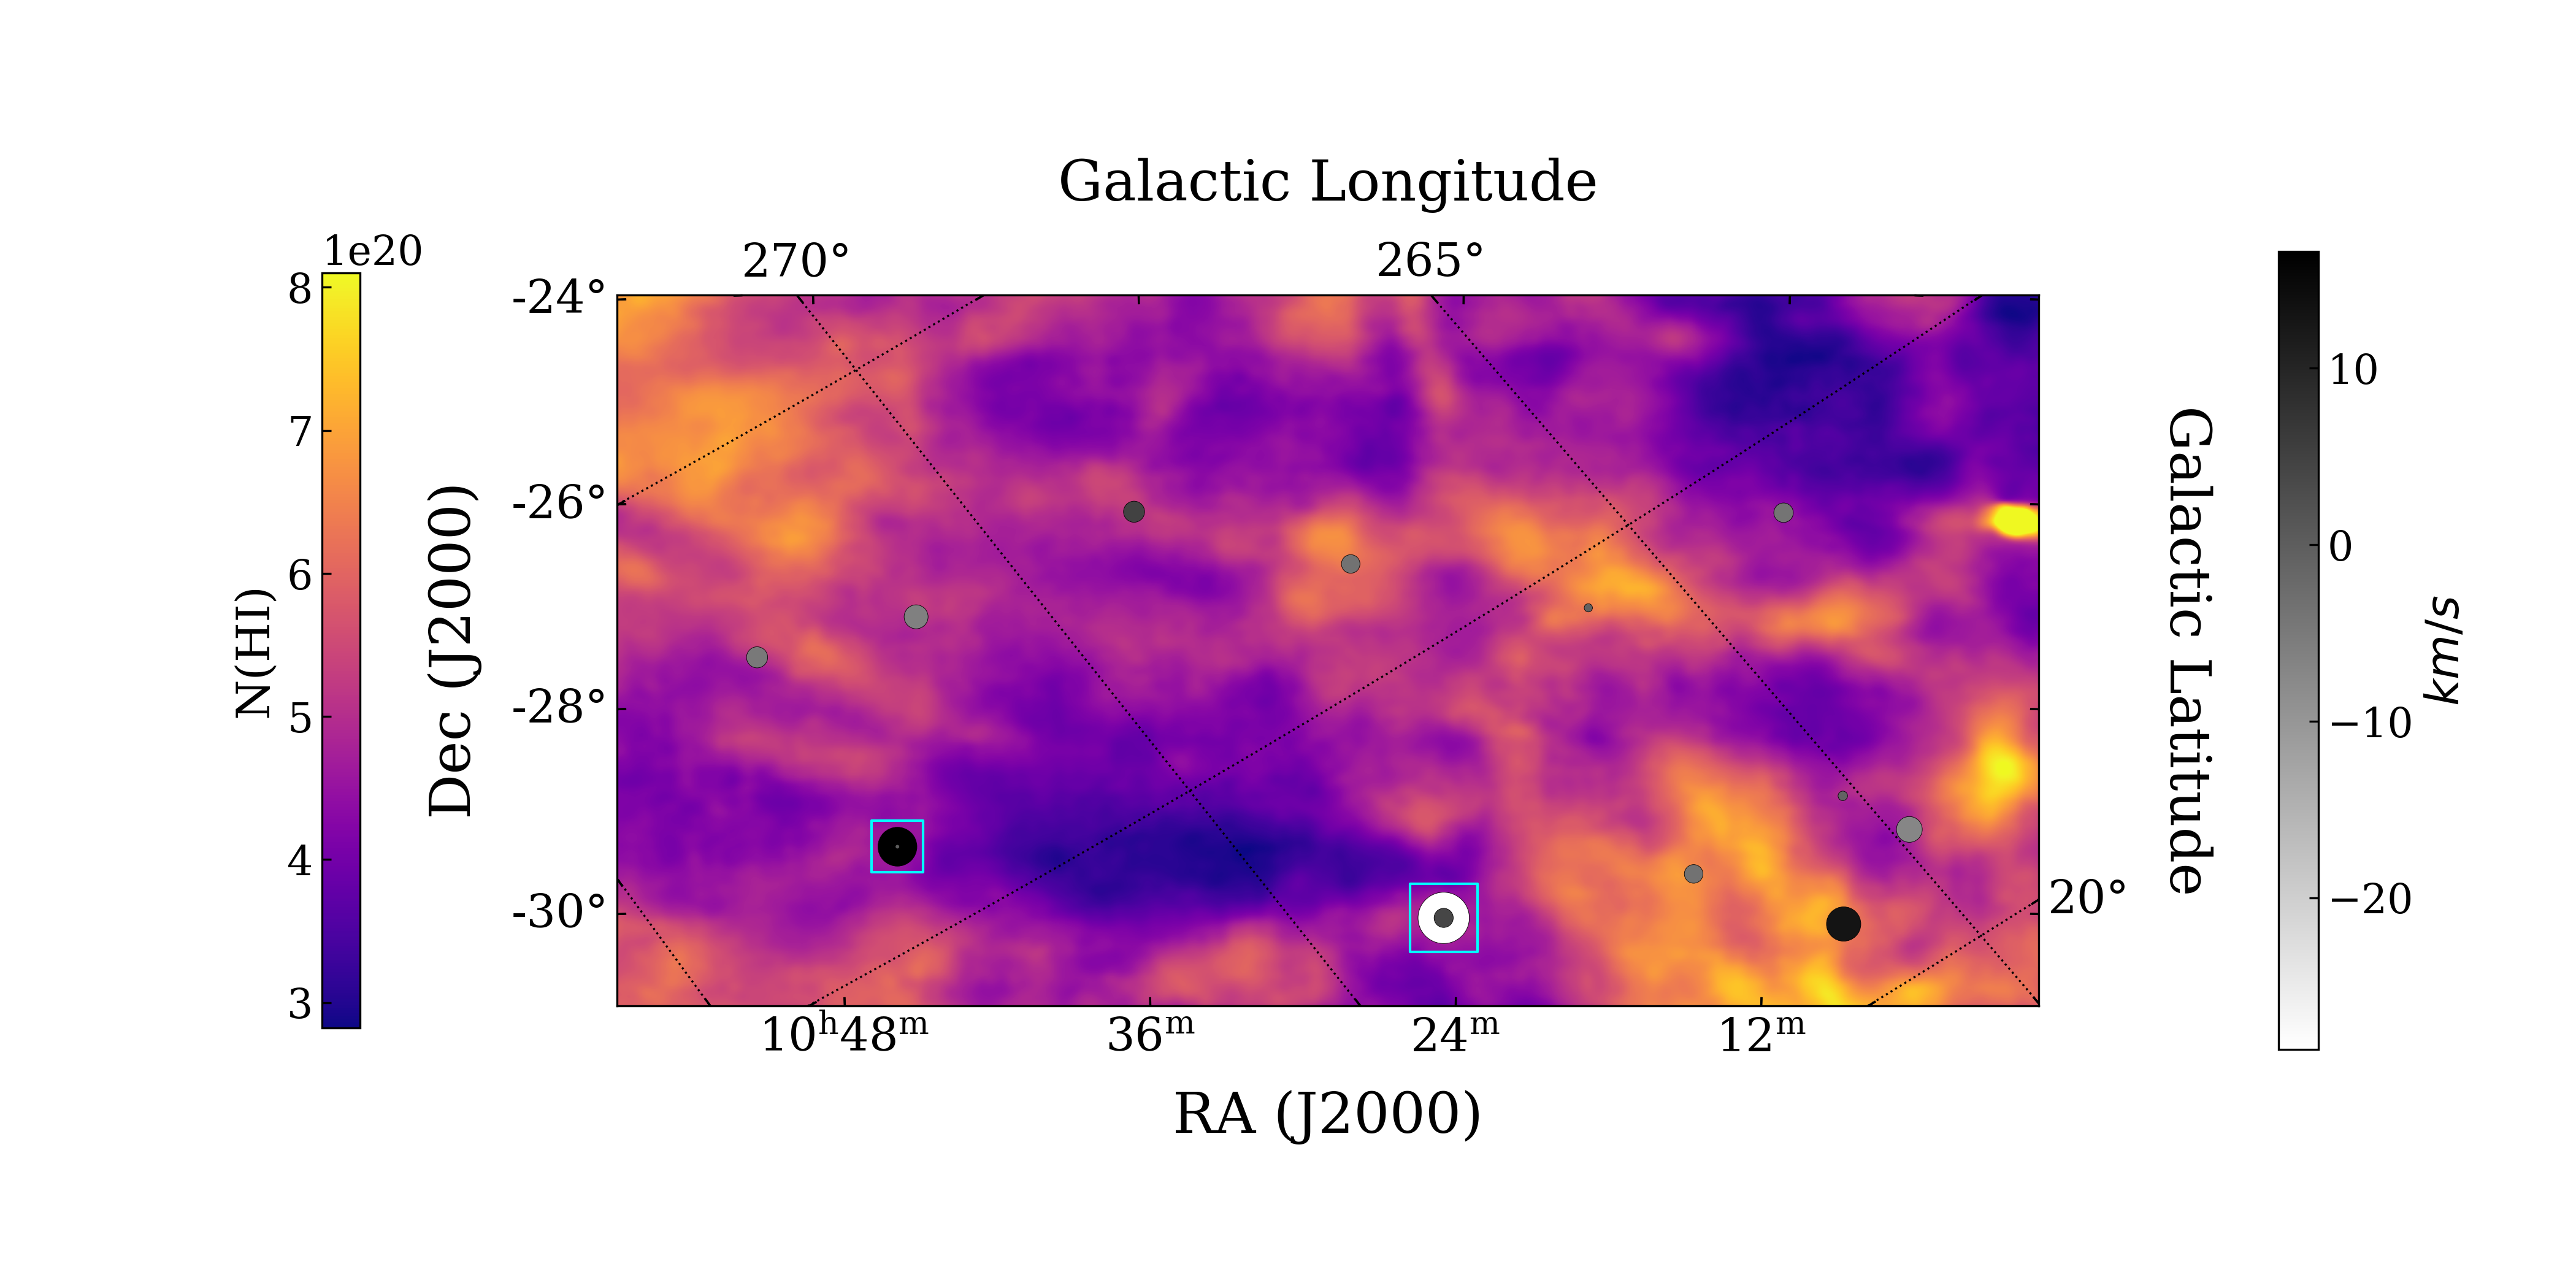 Galactic Longitude
270° 265°
1e20
8
7
6
5
4
3
N(HI)
Dec (J2000)
-24°
-26°
-28°
-30°
10ʰ48ᵐ 36ᵐ 24ᵐ 12ᵐ
RA (J2000)
20°
Galactic Latitude
10
0
−10
−20
km/s